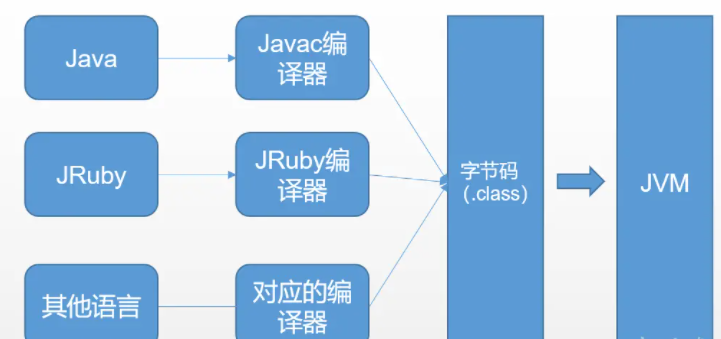 Java
Javac编
译器
JRuby
JRuby编
译器
其他语言
对应的编
译器
字节码
（.class）
JVM